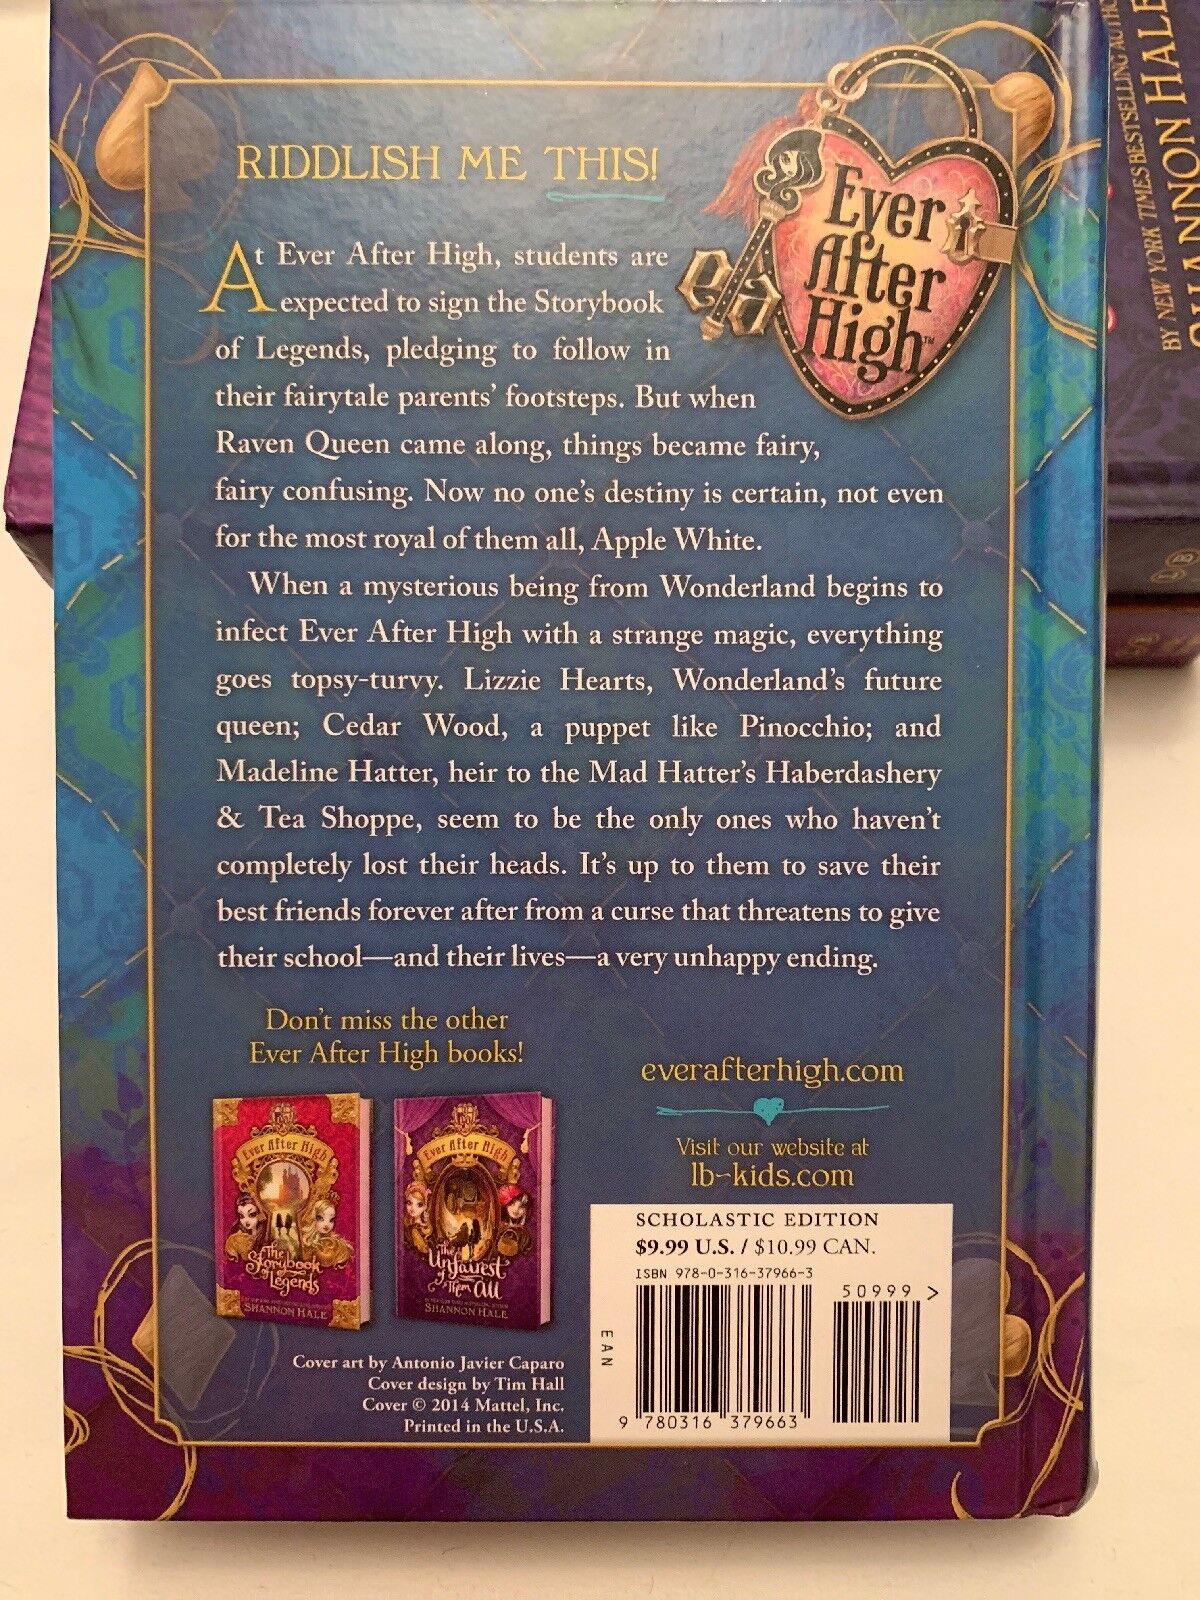 RIDDLISH ME THIS!
Ever
After
High™
At Ever After High, students are
expected to sign the Storybook
of Legends, pledging to follow in
their fairytale parents' footsteps. But when
Raven Queen came along, things became fairy,
fairy confusing. Now no one's destiny is certain, not even
for the most royal of them all, Apple White.
When a mysterious being from Wonderland begins to
infect Ever After High with a strange magic, everything
goes topsy-turvy. Lizzie Hearts, Wonderland's future
queen; Cedar Wood, a puppet like Pinocchio; and
Madeline Hatter, heir to the Mad Hatter's Haberdashery
& Tea Shoppe, seem to be the only ones who haven't
completely lost their heads. It's up to them to save their
best friends forever after from a curse that threatens to give
their school—and their lives—a very unhappy ending.
Don't miss the other
Ever After High books!
Ever After High
The
Storybook
of
Legends
SHANNON HALE
Ever After High
The
Unfairest
of
Them All
SHANNON HALE
everafterhigh.com
Visit our website at
lb-kids.com
Cover art by Antonio Javier Caparo
Cover design by Tim Hall
Cover © 2014 Mattel, Inc.
Printed in the U.S.A.
SCHOLASTIC EDITION
$9.99 U.S. / $10.99 CAN.
ISBN 978-0-316-37966-3
50999 >
EAN
9 780316 379663
BY NEW YORK TIMES BESTSELLING
SHANNON HALE
LB